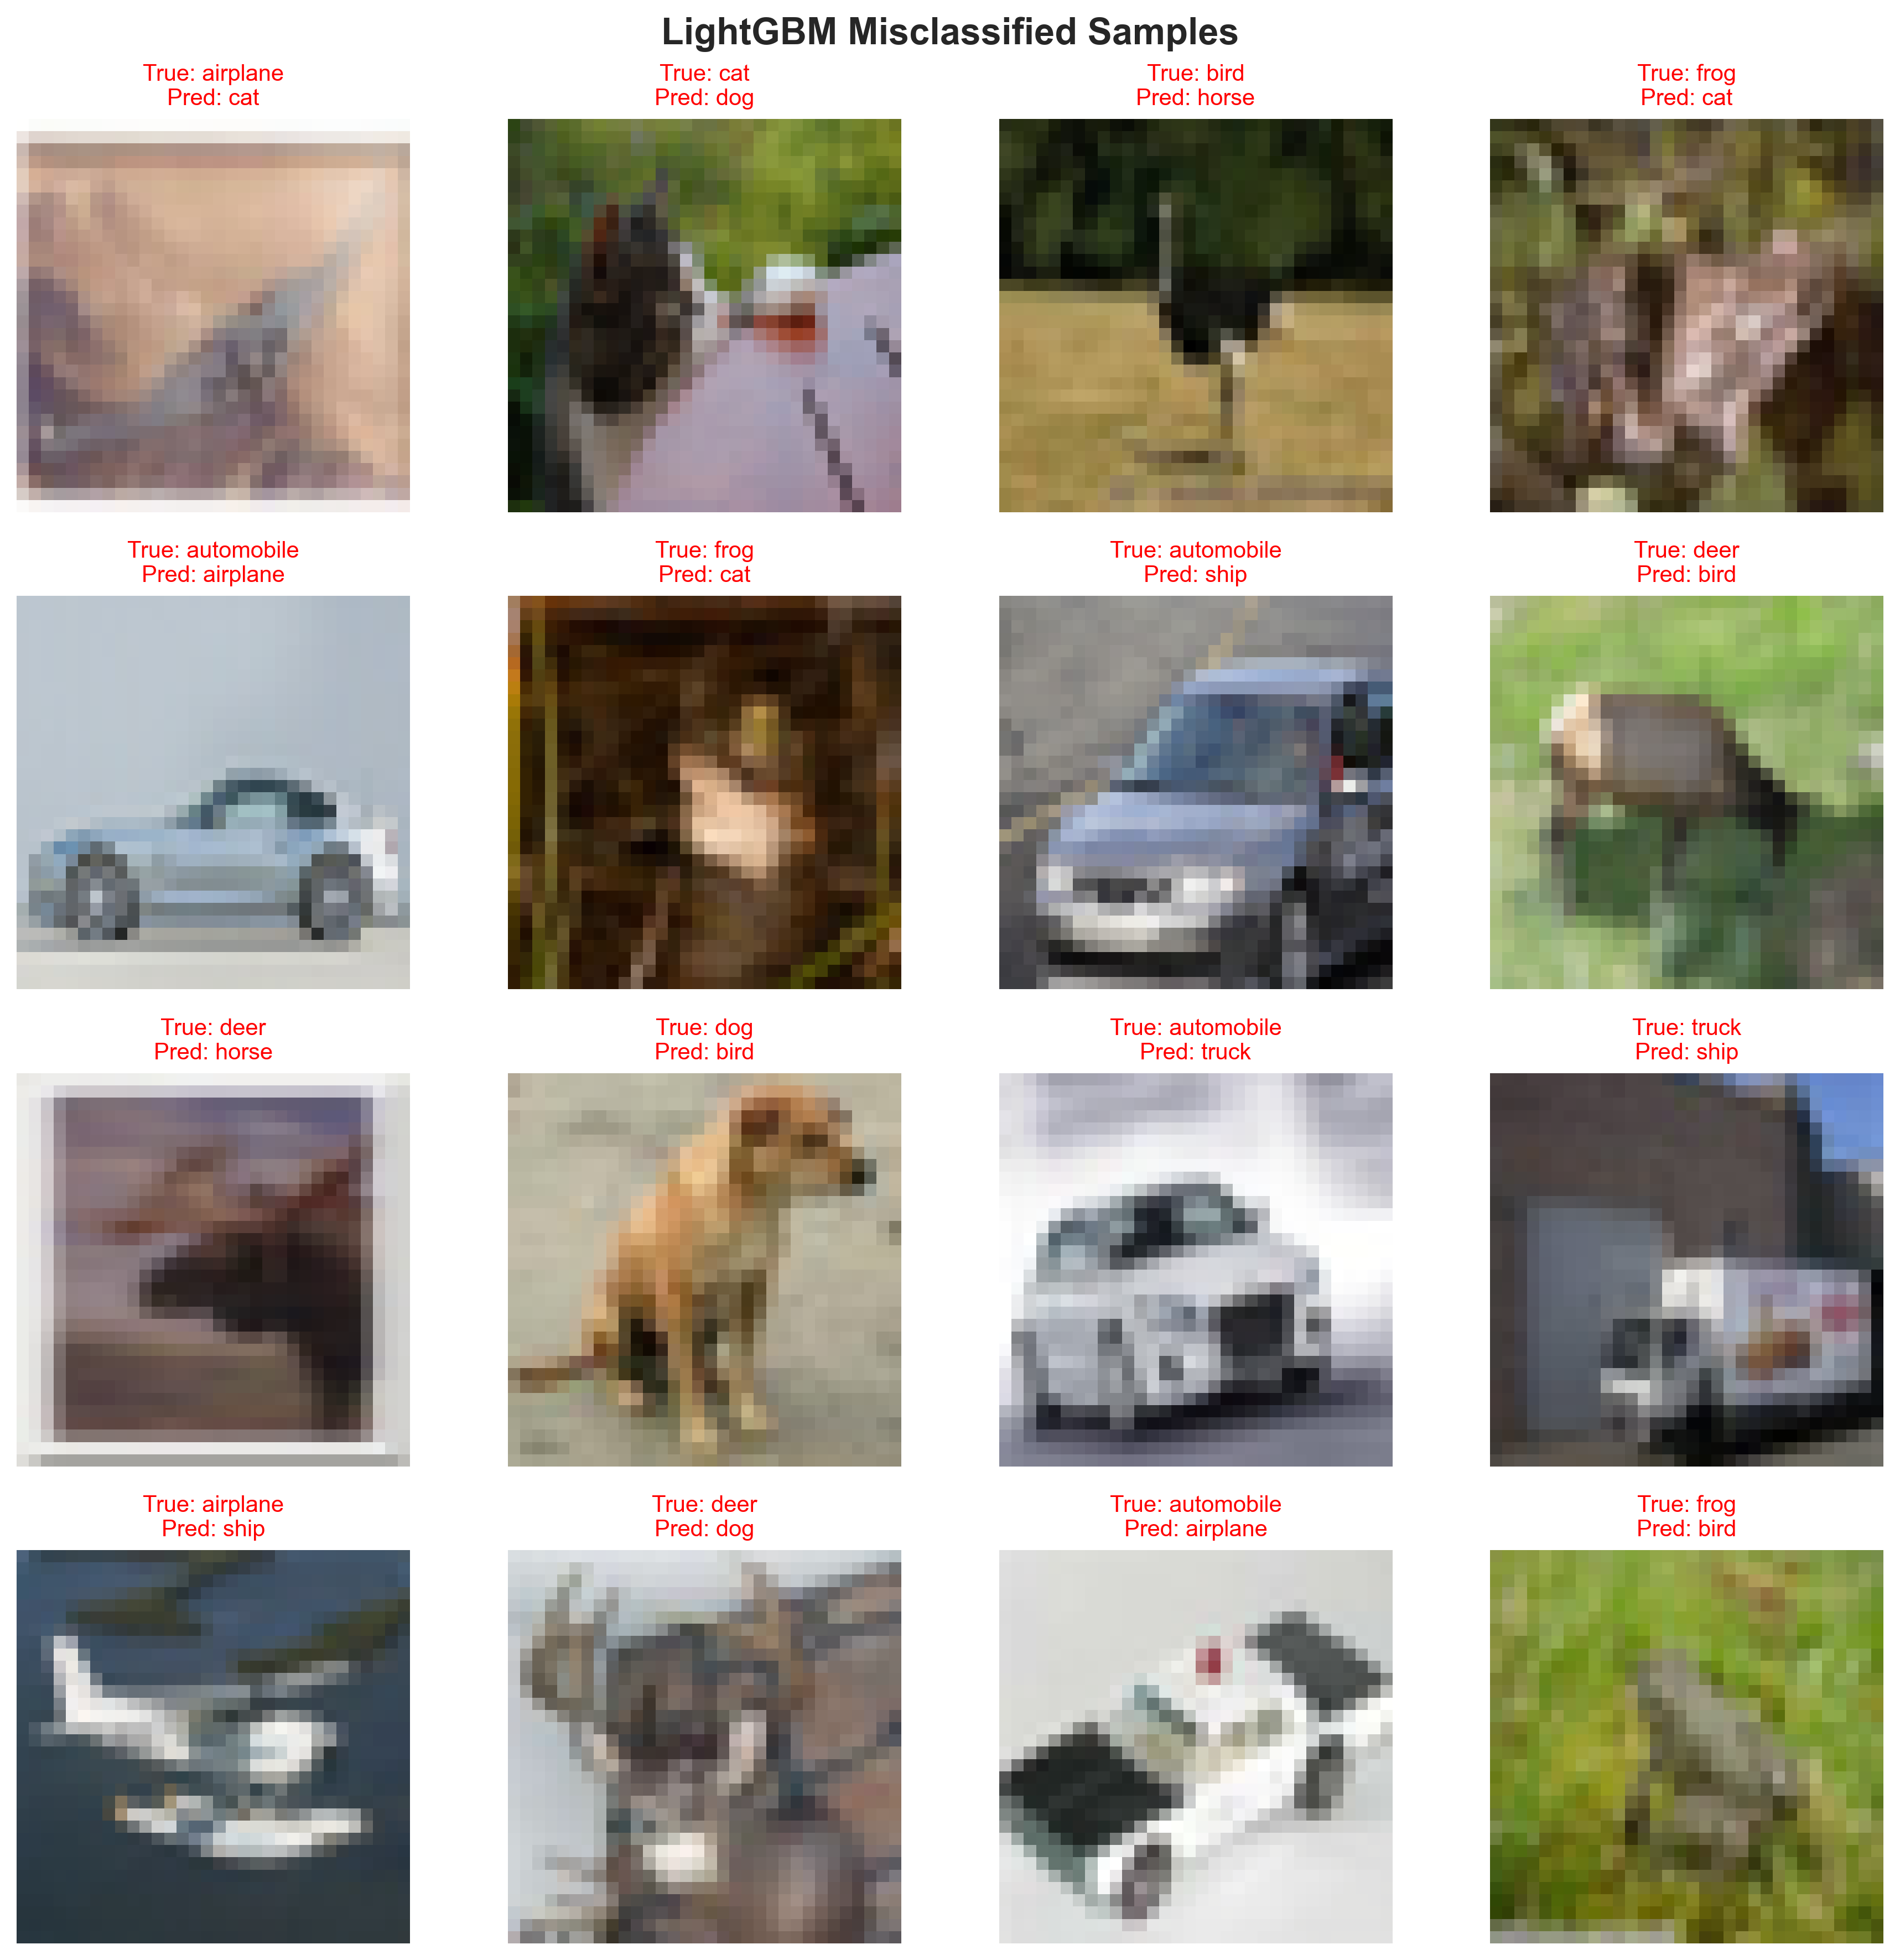 LightGBM Misclassified Samples
True: airplane
Pred: cat
True: cat
Pred: dog
True: bird
Pred: horse
True: frog
Pred: cat
True: automobile
Pred: airplane
True: frog
Pred: cat
True: automobile
Pred: ship
True: deer
Pred: bird
True: deer
Pred: horse
True: dog
Pred: bird
True: automobile
Pred: truck
True: truck
Pred: ship
True: airplane
Pred: ship
True: deer
Pred: dog
True: automobile
Pred: airplane
True: frog
Pred: bird